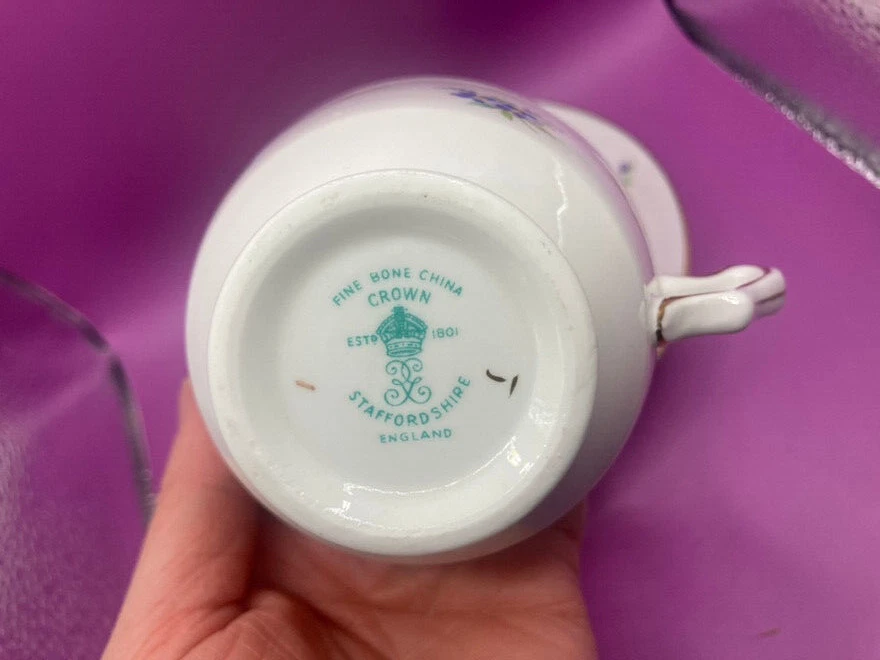 FINE BONE CHINA
CROWN
ESTD 1801
STAFFORDSHIRE
ENGLAND